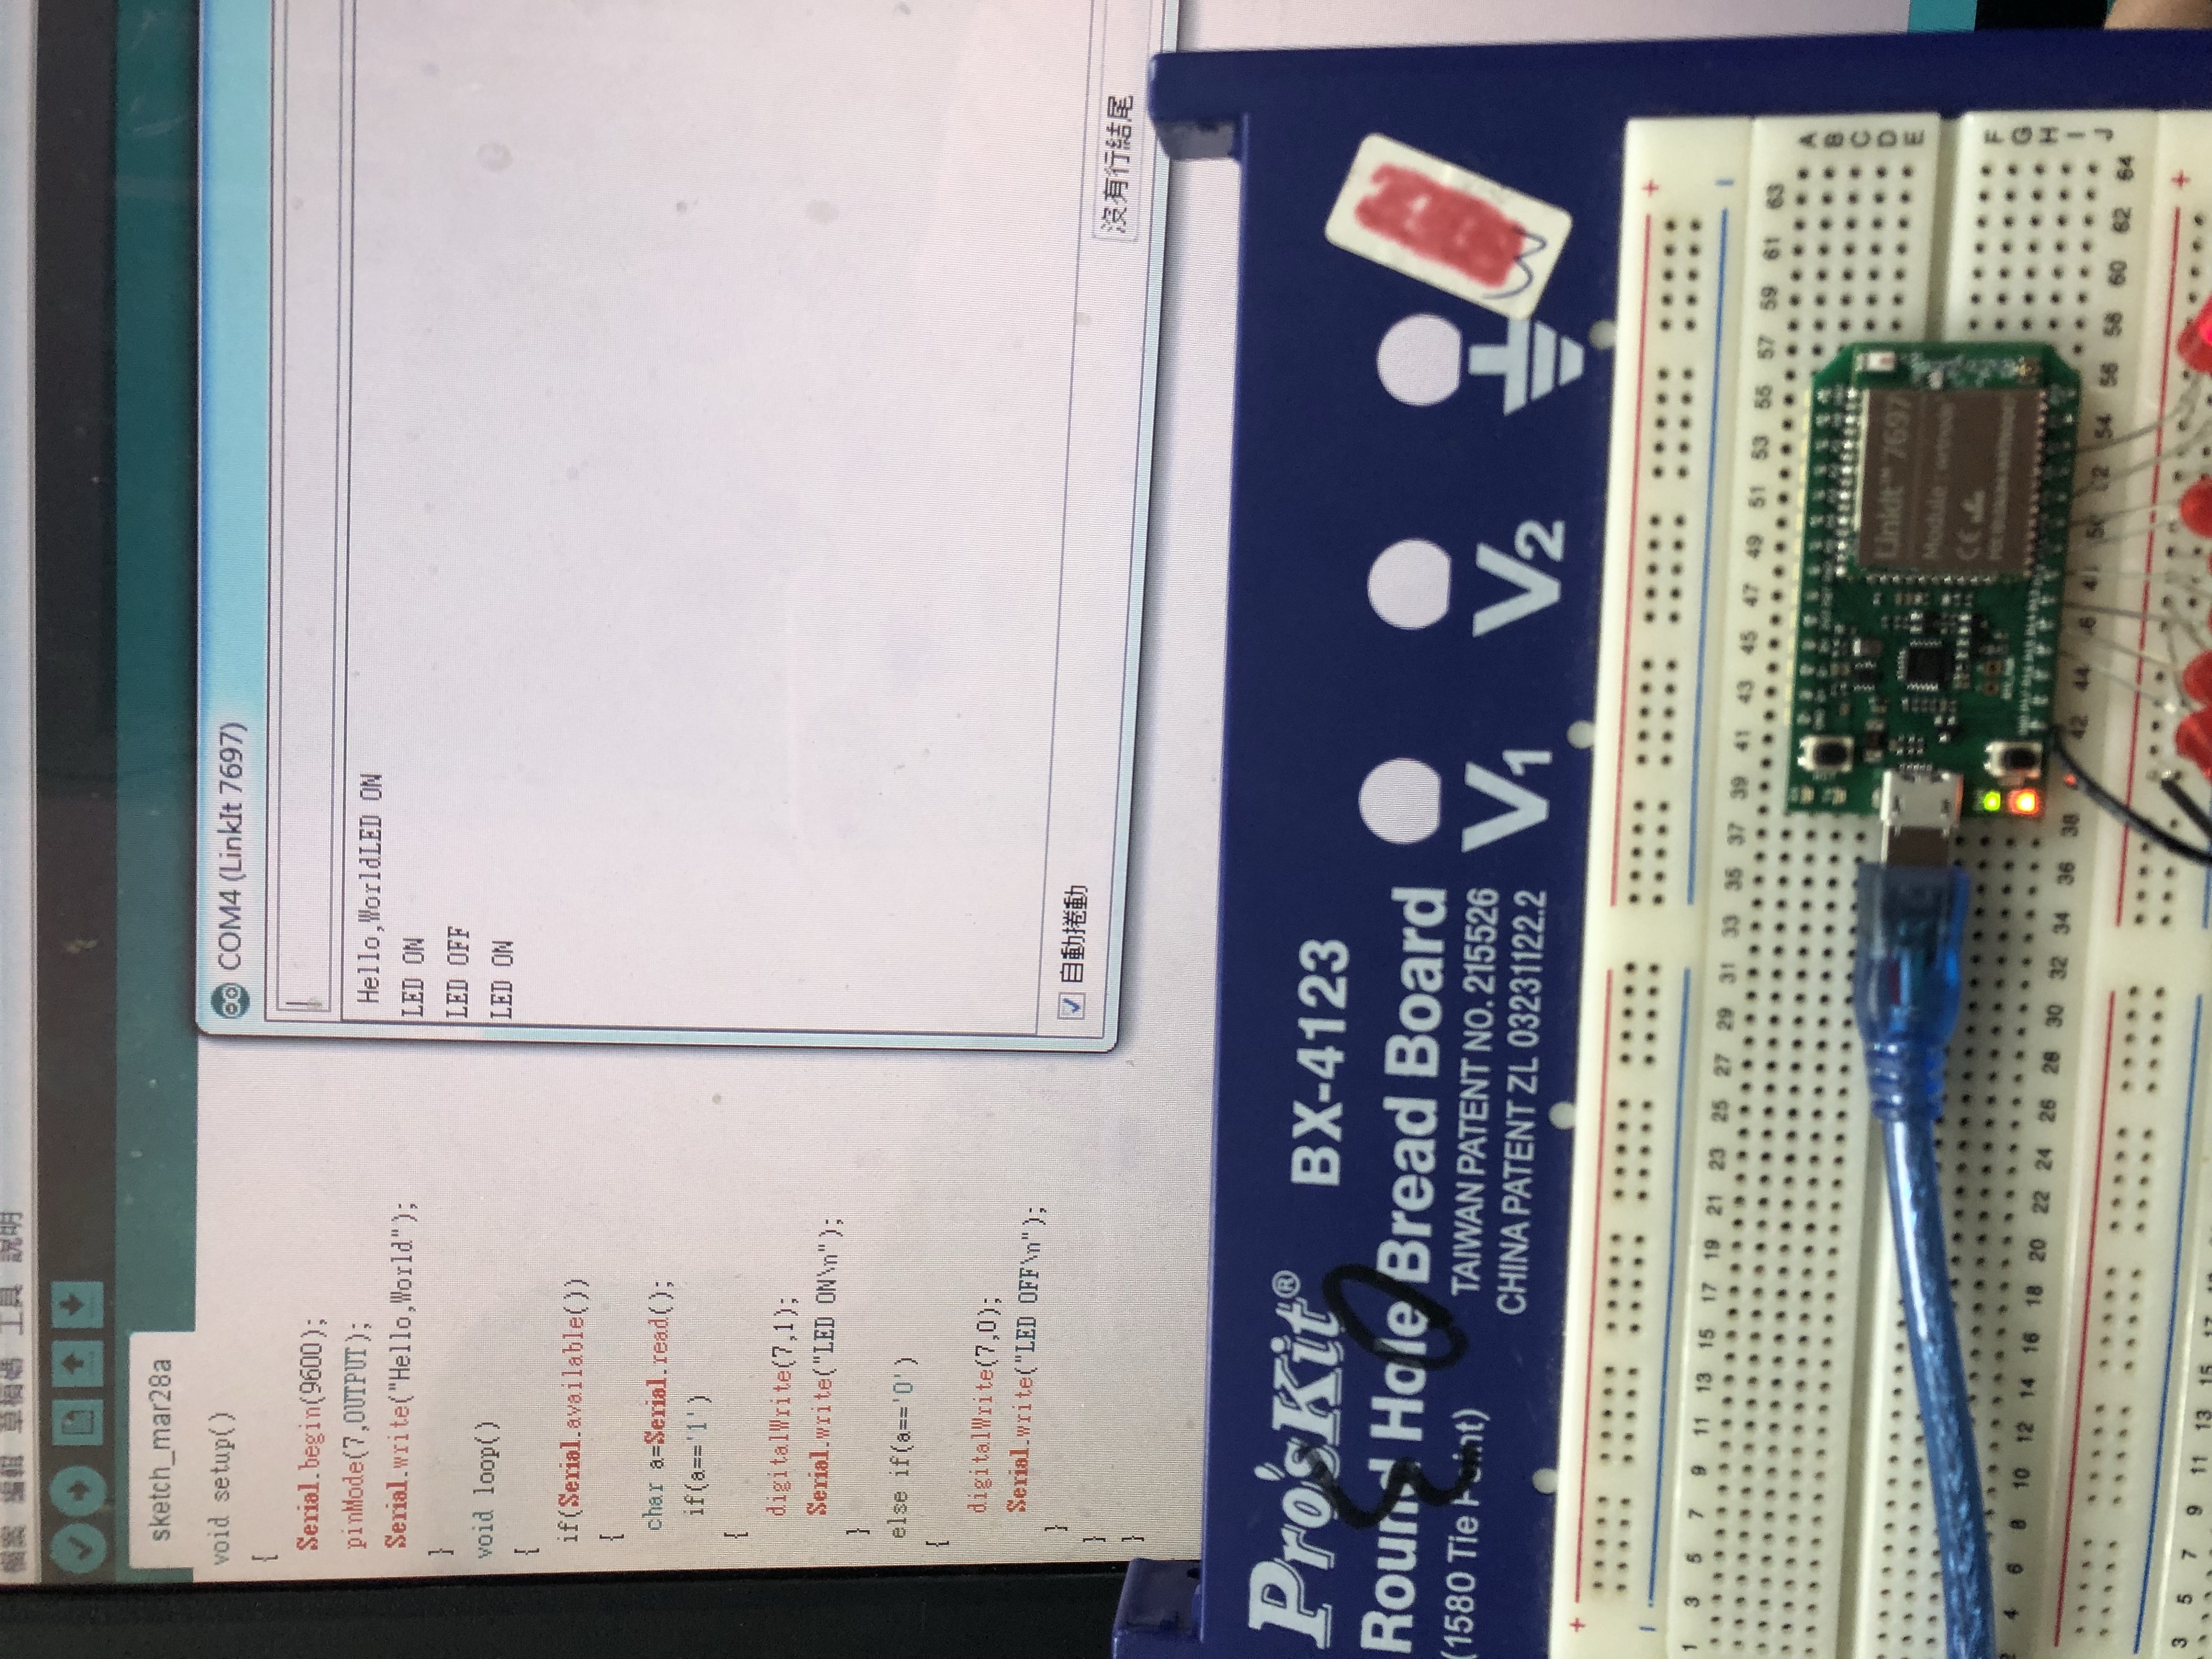 檔案 編輯 草稿碼 工具 說明
sketch_mar28a
void setup()
{
Serial.begin(9600);
pinMode(7,OUTPUT);
Serial.write("Hello,World");
}
void loop()
{
if(Serial.available())
{
char a=Serial.read();
if(a=='1')
{
digitalWrite(7,1);
Serial.write("LED ON\n");
}
else if(a=='0')
{
digitalWrite(7,0);
Serial.write("LED OFF\n");
}
}
}
COM4 (LinkIt 7697)
Hello,WorldLED ON
LED ON
LED OFF
LED ON
自動捲動
沒有行結尾
Pro'sKit® BX-4123
Round Hole Bread Board
(1580 Tie Point)
TAIWAN PATENT NO. 215526
CHINA PATENT ZL 03231122.2
30
V1 V2
+ +
1 3 5 7 9 11 13 15 17 19 21 23 25 27 29 31 33 35 37 39 41 43 45 47 49 51 53 55 57 59 61 63
A
B
C
D
E
LinkIt™ 7697
Module :
CE
F
G
H
I
J
4 6 8 10 12 14 16 18 20 22 24 26 28 30 32 34 36 38 42 44 54 56 58 60 62 64
+
3 5 7 9 11 13 15 17